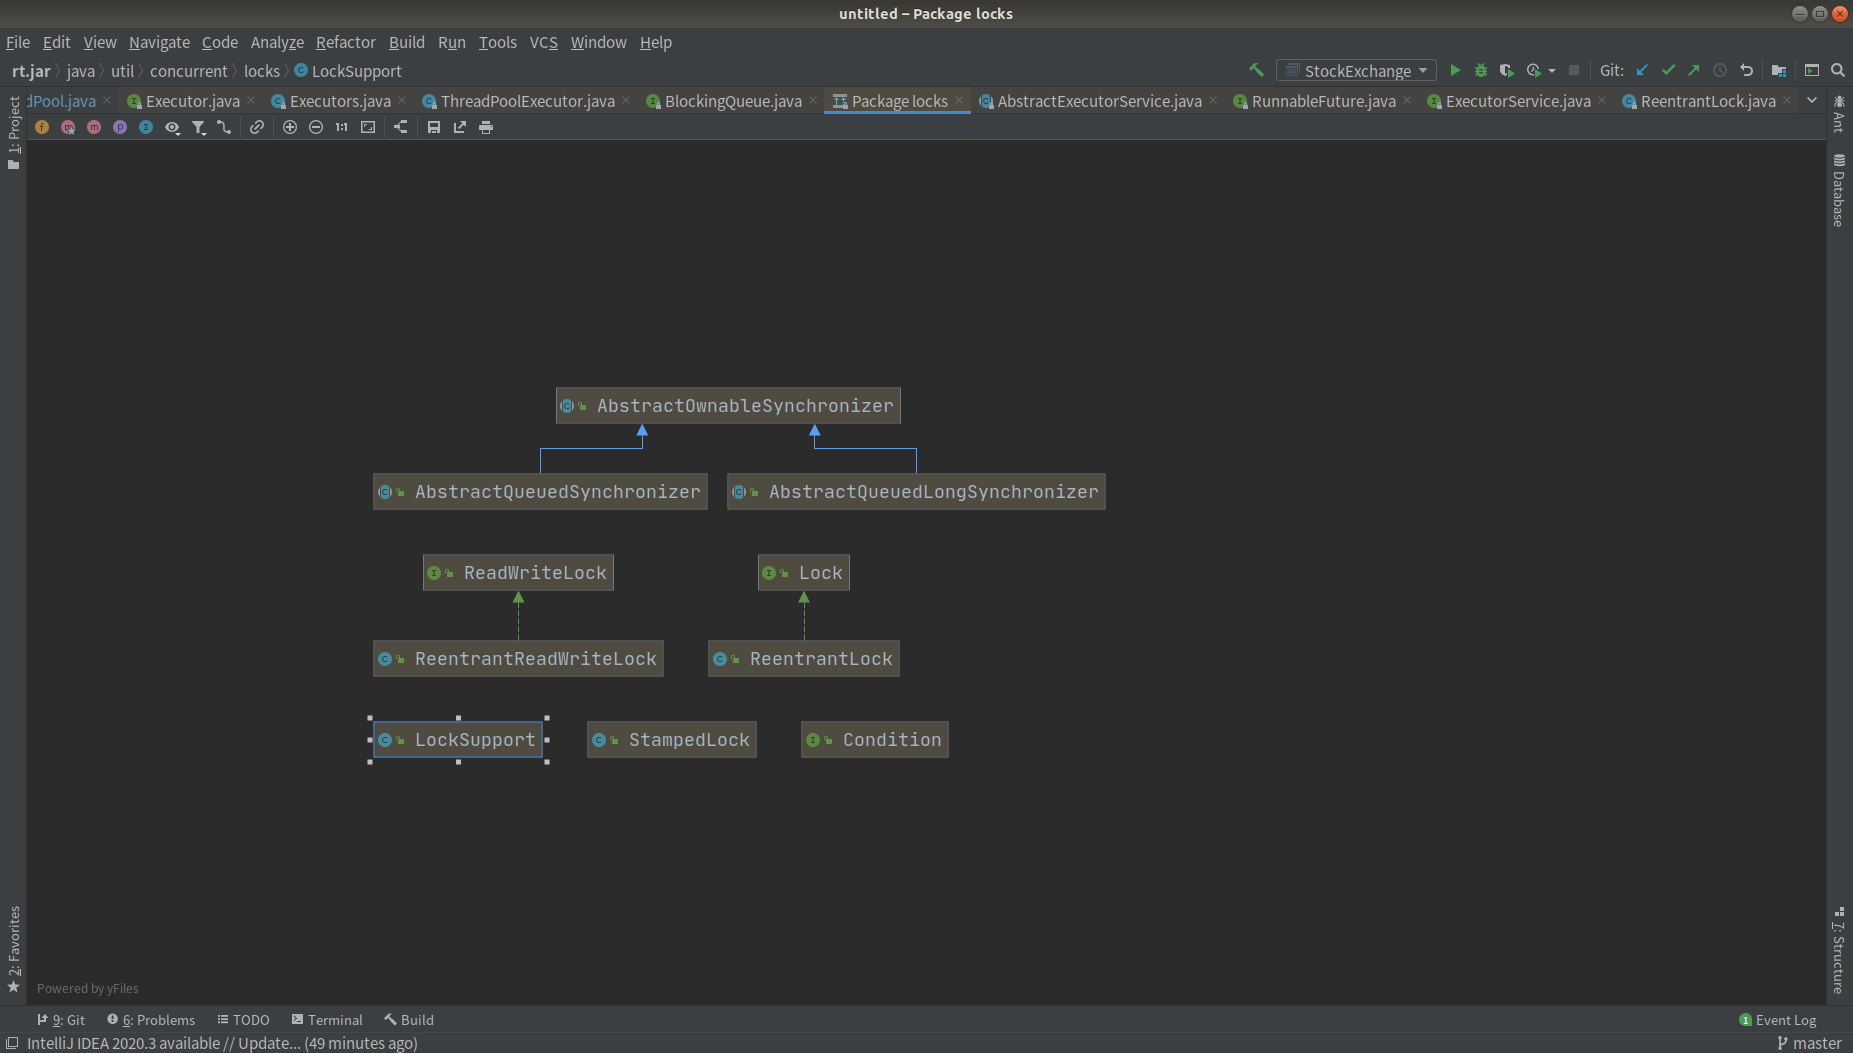 untitled – Package locks
File Edit View Navigate Code Analyze Refactor Build Run Tools VCS Window Help
rt.jar java util concurrent locks LockSupport StockExchange Git:
dPool.java Executor.java Executors.java ThreadPoolExecutor.java BlockingQueue.java Package locks AbstractExecutorService.java RunnableFuture.java ExecutorService.java ReentrantLock.java
1:1
1: Project
Ant
Database
AbstractOwnableSynchronizer
AbstractQueuedSynchronizer AbstractQueuedLongSynchronizer
ReadWriteLock Lock
ReentrantReadWriteLock ReentrantLock
LockSupport StampedLock Condition
2: Favorites
7: Structure
Powered by yFiles
9: Git 6: Problems TODO Terminal Build 1 Event Log
IntelliJ IDEA 2020.3 available // Update... (49 minutes ago) master